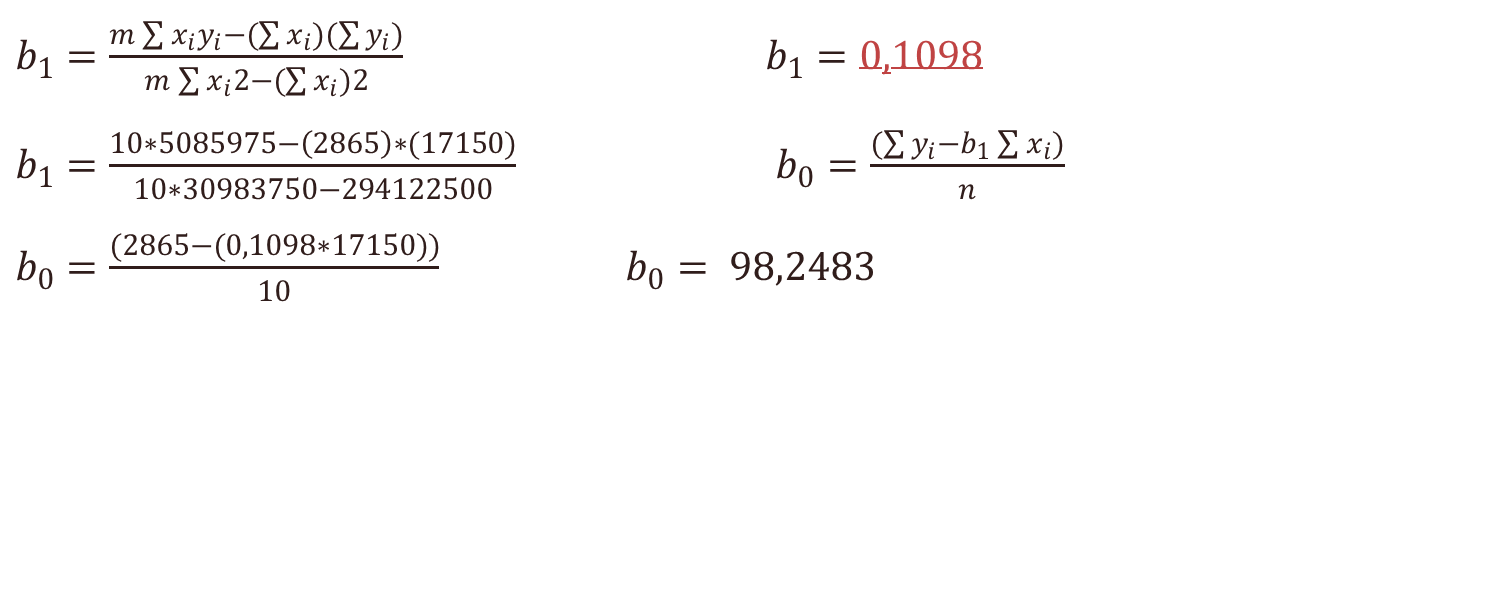 b₁ = (m ∑ xᵢyᵢ−(∑ xᵢ)(∑ yᵢ))/(m ∑ xᵢ2−(∑ xᵢ)2) b₁ = 0,1098
b₁ = (10∗5085975−(2865)∗(17150))/(10∗30983750−294122500) b₀ = (∑ yᵢ−b₁ ∑ xᵢ)/n
b₀ = (2865−(0,1098∗17150))/10 b₀ = 98,2483